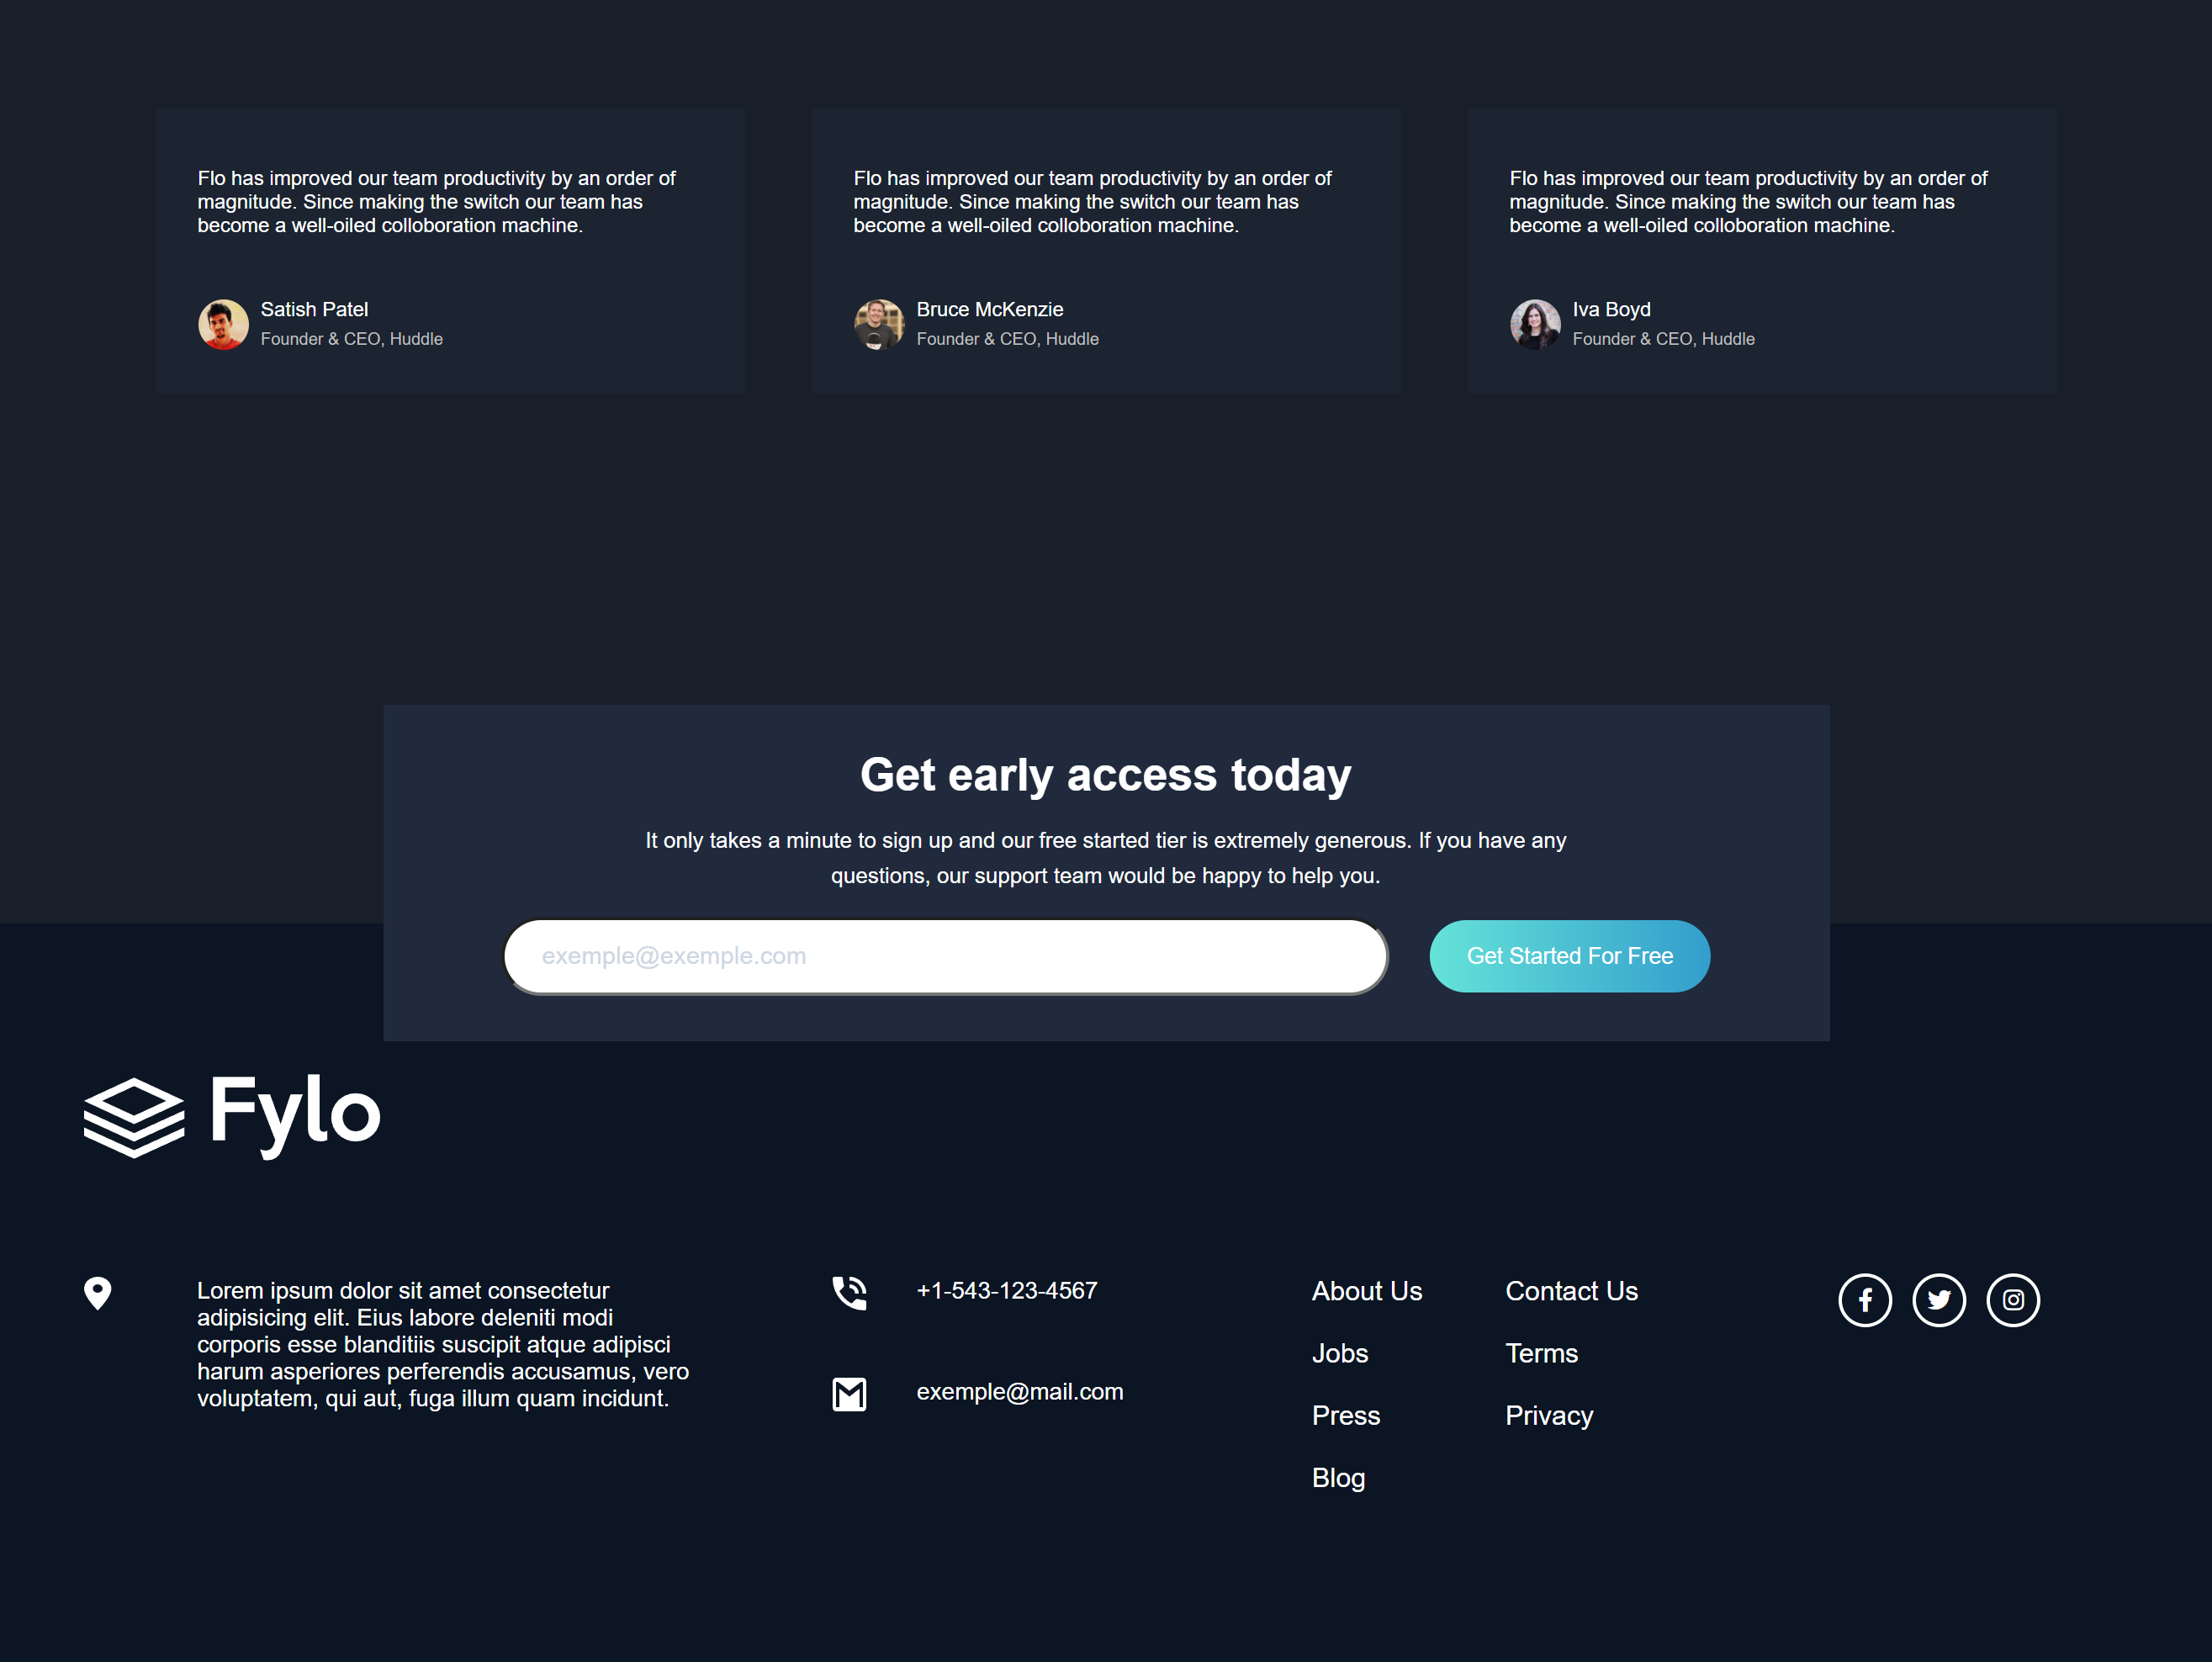 Flo has improved our team productivity by an order of
magnitude. Since making the switch our team has
become a well-oiled colloboration machine.
Satish Patel
Founder & CEO, Huddle
Flo has improved our team productivity by an order of
magnitude. Since making the switch our team has
become a well-oiled colloboration machine.
Bruce McKenzie
Founder & CEO, Huddle
Flo has improved our team productivity by an order of
magnitude. Since making the switch our team has
become a well-oiled colloboration machine.
Iva Boyd
Founder & CEO, Huddle
Get early access today
It only takes a minute to sign up and our free started tier is extremely generous. If you have any
questions, our support team would be happy to help you.
exemple@exemple.com
Get Started For Free
Fylo
Lorem ipsum dolor sit amet consectetur
adipisicing elit. Eius labore deleniti modi
corporis esse blanditiis suscipit atque adipisci
harum asperiores perferendis accusamus, vero
voluptatem, qui aut, fuga illum quam incidunt.
+1-543-123-4567
exemple@mail.com
About Us
Jobs
Press
Blog
Contact Us
Terms
Privacy